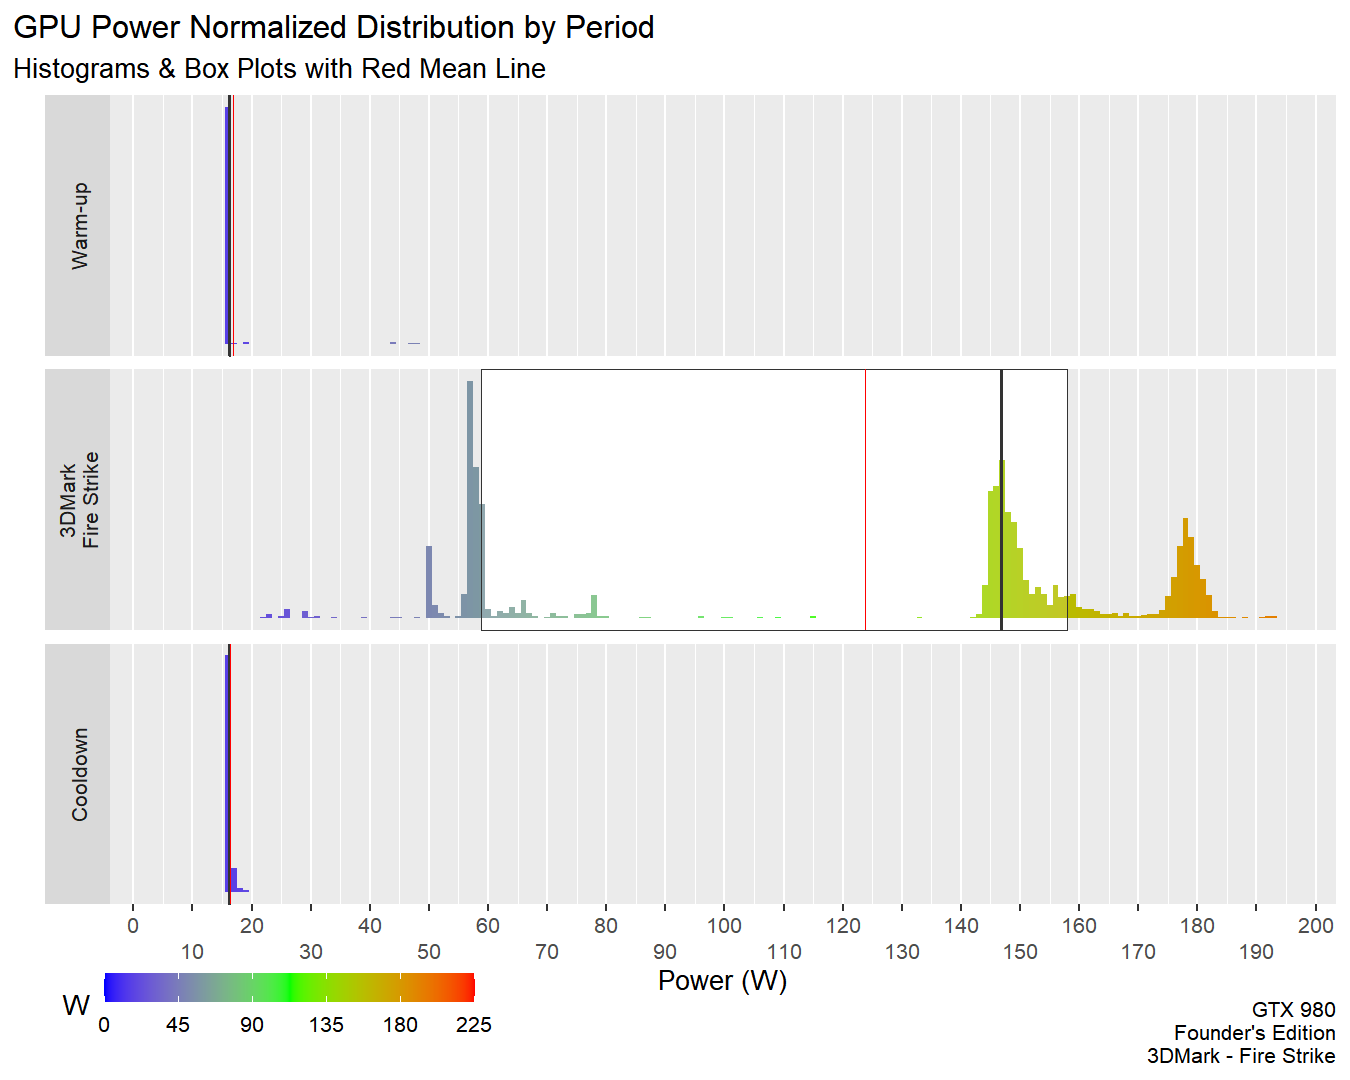 GPU Power Normalized Distribution by Period
Histograms & Box Plots with Red Mean Line
Warm-up
3DMark
Fire Strike
Cooldown
0 20 40 60 80 100 120 140 160 180 200
10 30 50 70 90 110 130 150 170 190
Power (W)
W
0 45 90 135 180 225
GTX 980
Founder's Edition
3DMark - Fire Strike